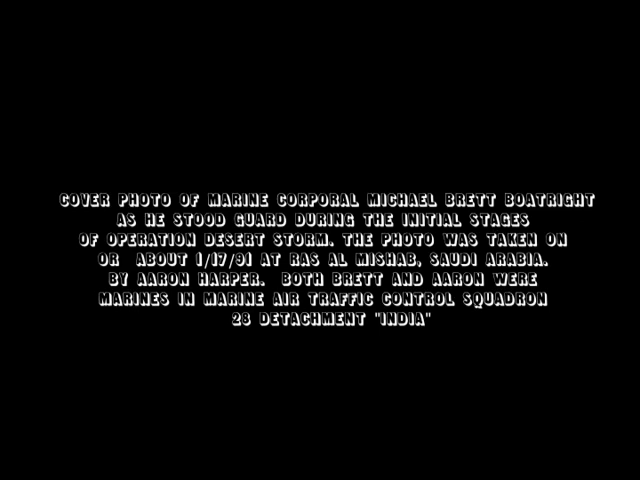 COVER PHOTO OF MARINE CORPORAL MICHAEL BRETT BOATRIGHT
AS HE STOOD GUARD DURING THE INITIAL STAGES
OF OPERATION DESERT STORM. THE PHOTO WAS TAKEN ON
OR ABOUT 1/17/91 AT RAS AL MISHAB, SAUDI ARABIA.
BY AARON HARPER. BOTH BRETT AND AARON WERE
MARINES IN MARINE AIR TRAFFIC CONTROL SQUADRON
28 DETACHMENT "INDIA"